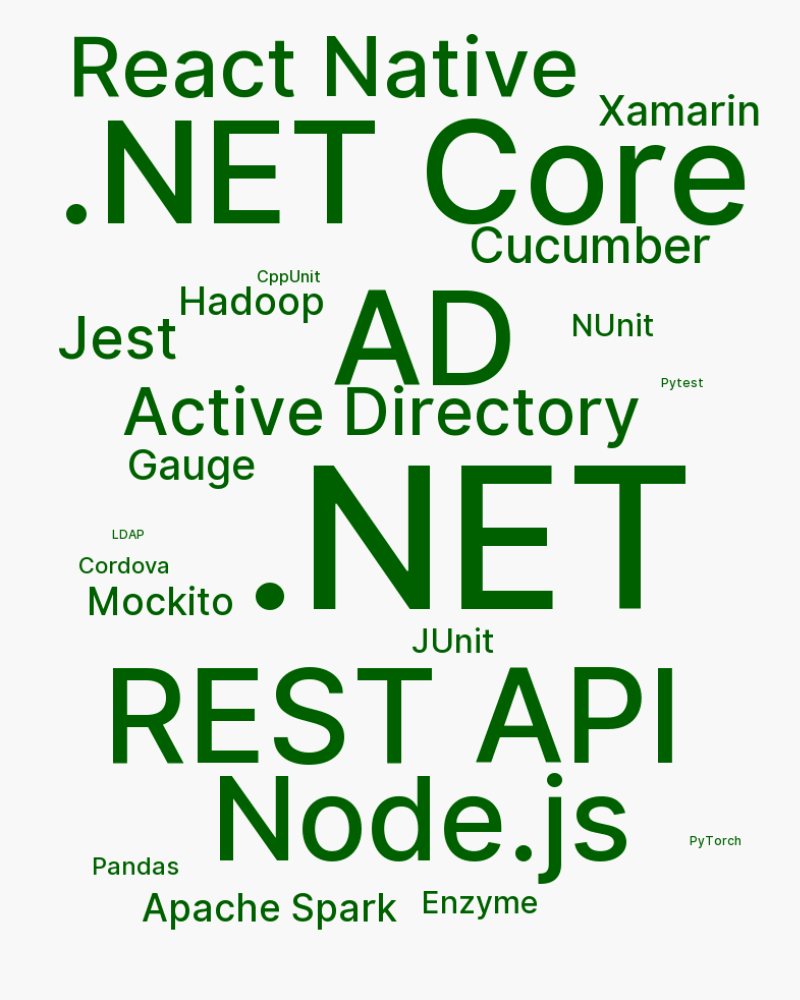 React Native
Xamarin
.NET Core
Cucumber
CppUnit
Hadoop
AD
NUnit
Jest
Pytest
Active Directory
Gauge
.NET
LDAP
Cordova
Mockito
JUnit
REST API
Node.js
PyTorch
Pandas
Apache Spark
Enzyme